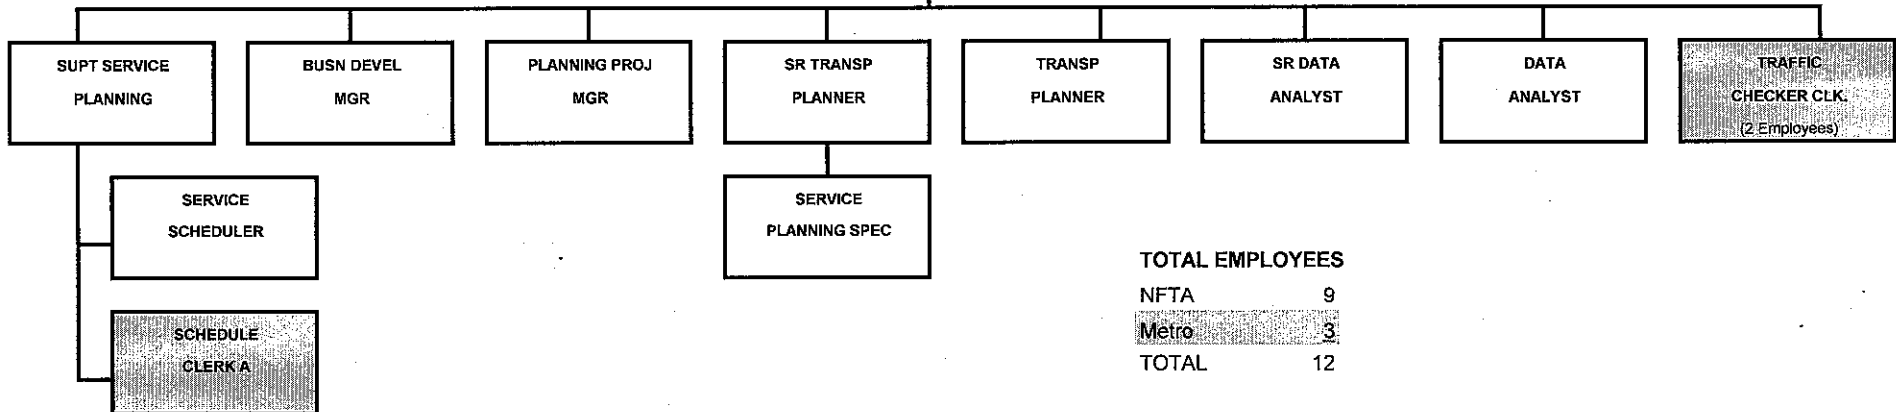 SUPT SERVICE
PLANNING
BUSN DEVEL
MGR
PLANNING PROJ
MGR
SR TRANSP
PLANNER
TRANSP
PLANNER
SR DATA
ANALYST
DATA
ANALYST
TRAFFIC
CHECKER CLK.
(2 Employees)
SERVICE
SCHEDULER
SERVICE
PLANNING SPEC
SCHEDULE
CLERK A
TOTAL EMPLOYEES
NFTA 9
Metro 3
TOTAL 12